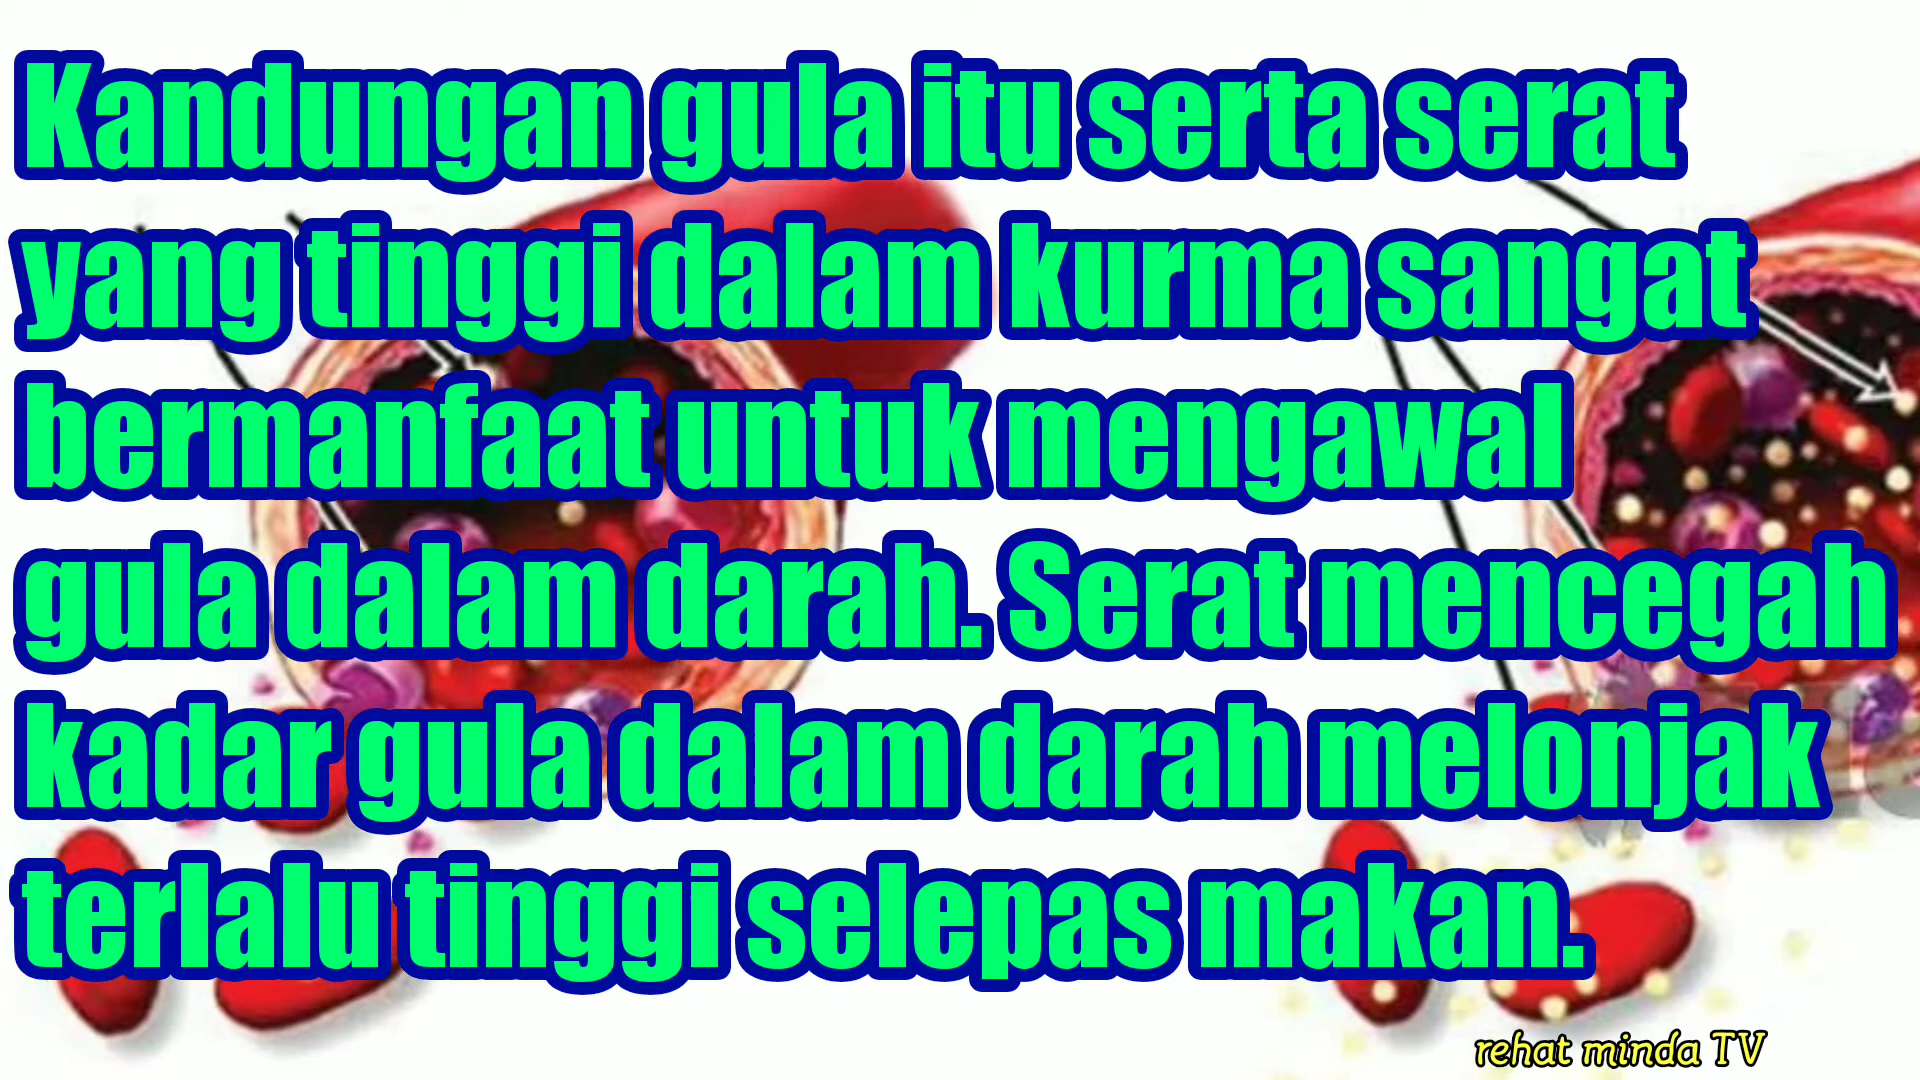 Kandungan gula itu serta serat
yang tinggi dalam kurma sangat
bermanfaat untuk mengawal
gula dalam darah. Serat mencegah
kadar gula dalam darah melonjak
terlalu tinggi selepas makan.
rehat minda TV